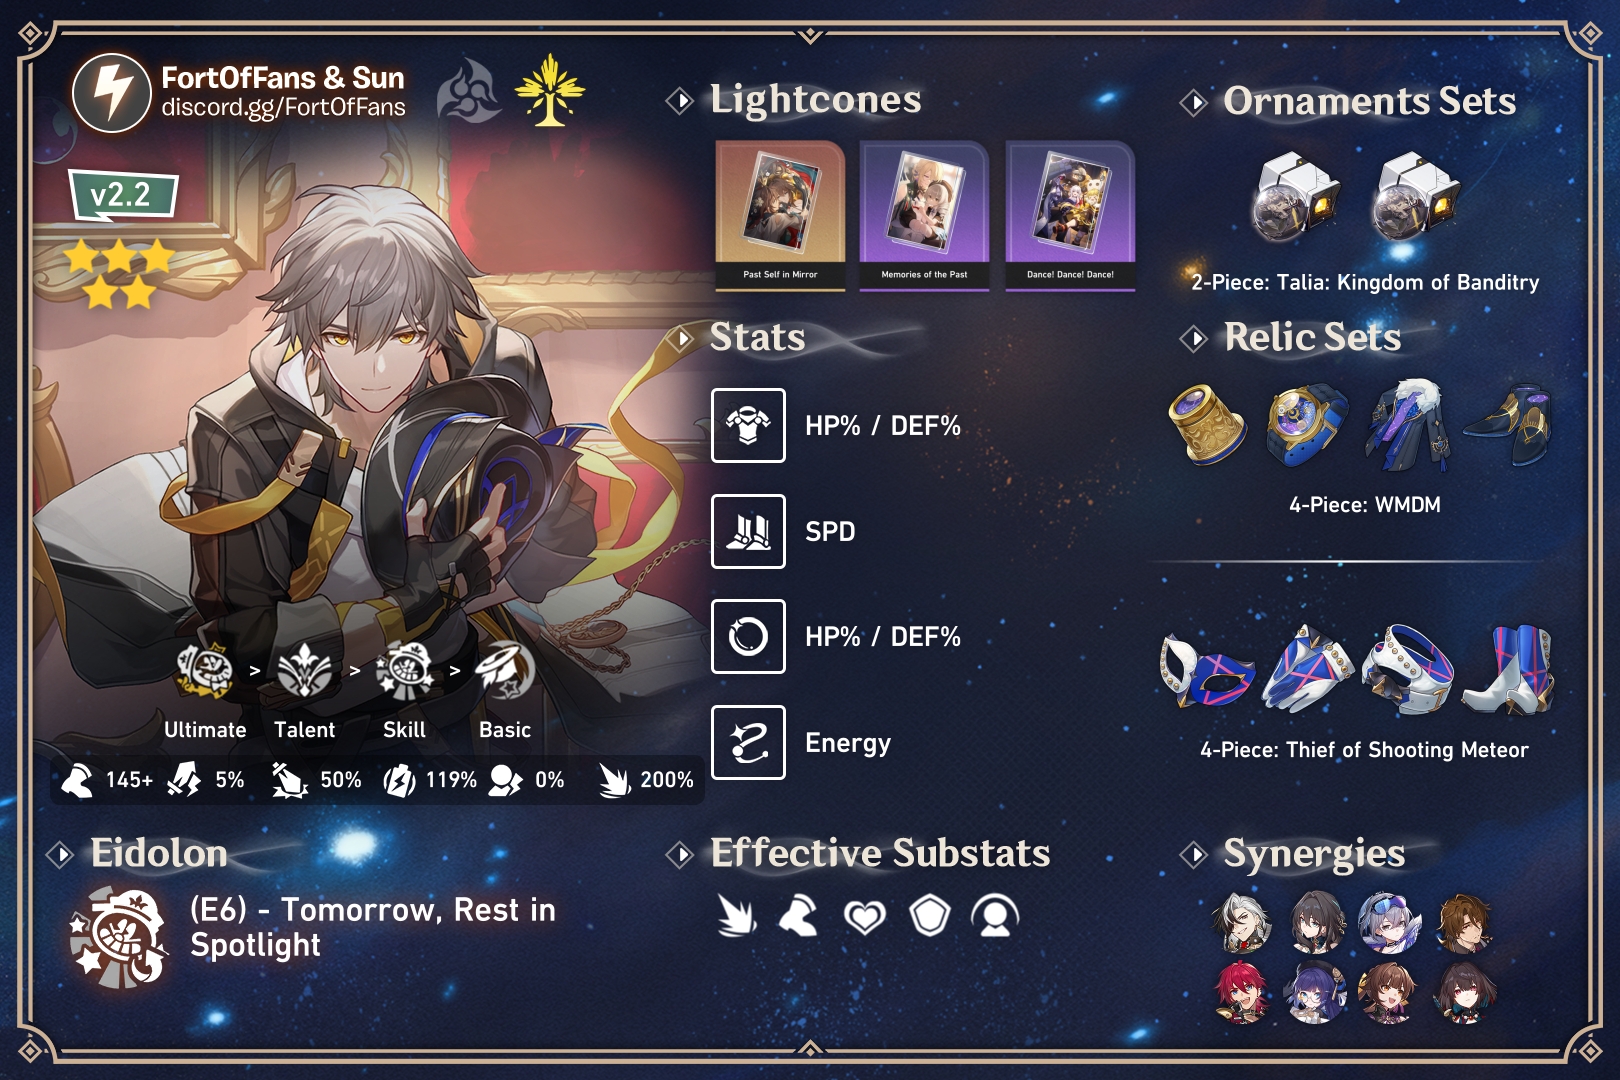 FortOfFans & Sun
discord.gg/FortOfFans
v2.2
Ultimate > Talent > Skill > Basic
145+ 5% 50% 119% 0% 200%
Eidolon
(E6) - Tomorrow, Rest in
Spotlight
Lightcones
Past Self in Mirror
Memories of the Past
Dance! Dance! Dance!
Stats
HP% / DEF%
SPD
HP% / DEF%
Energy
Effective Substats
Ornaments Sets
2-Piece: Talia: Kingdom of Banditry
Relic Sets
4-Piece: WMDM
4-Piece: Thief of Shooting Meteor
Synergies